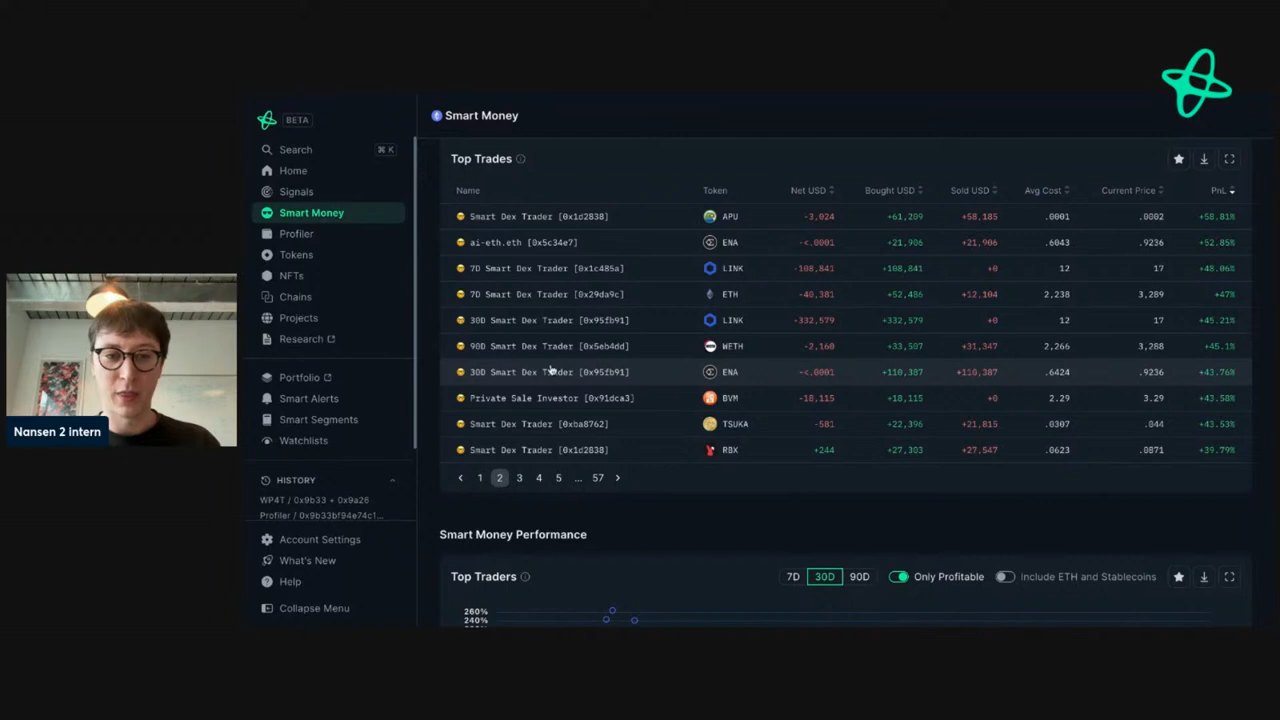 BETA
Search
⌘ K
Home
Signals
Smart Money
Profiler
Tokens
NFTs
Chains
Projects
Research
Portfolio
Smart Alerts
Smart Segments
Watchlists
HISTORY
WP4T / 0x9b33 + 0x9a26
Profiler / 0x9b33bf94e74c1...
Account Settings
What's New
Help
Collapse Menu
Nansen 2 intern
Smart Money
Top Trades
Name Token Net USD Bought USD Sold USD Avg Cost Current Price PnL
Smart Dex Trader [0x1d2838] APU -3,024 +61,209 +58,185 .0001 .0002 +58.81%
ai-eth.eth [0x5c34e7] ENA -<.0001 +21,906 +21,906 .6043 .9236 +52.85%
7D Smart Dex Trader [0x1c485a] LINK -108,841 +108,841 +0 12 17 +48.06%
7D Smart Dex Trader [0x29da9c] ETH -40,381 +52,486 +12,104 2,238 3,289 +47%
30D Smart Dex Trader [0x95fb91] LINK -332,579 +332,579 +0 12 17 +45.21%
90D Smart Dex Trader [0x5eb4dd] WETH -2,160 +33,507 +31,347 2,266 3,288 +45.1%
30D Smart Dex Trader [0x95fb91] ENA -<.0001 +110,387 +110,387 .6424 .9236 +43.76%
Private Sale Investor [0x91dca3] BVM -18,115 +18,115 +0 2.29 3.29 +43.58%
Smart Dex Trader [0xba8762] TSUKA -581 +22,396 +21,815 .0307 .044 +43.53%
Smart Dex Trader [0x1d2838] RBX +244 +27,303 +27,547 .0623 .0871 +39.79%
1 2 3 4 5 ... 57
Smart Money Performance
Top Traders 7D 30D 90D Only Profitable Include ETH and Stablecoins
260%
240%